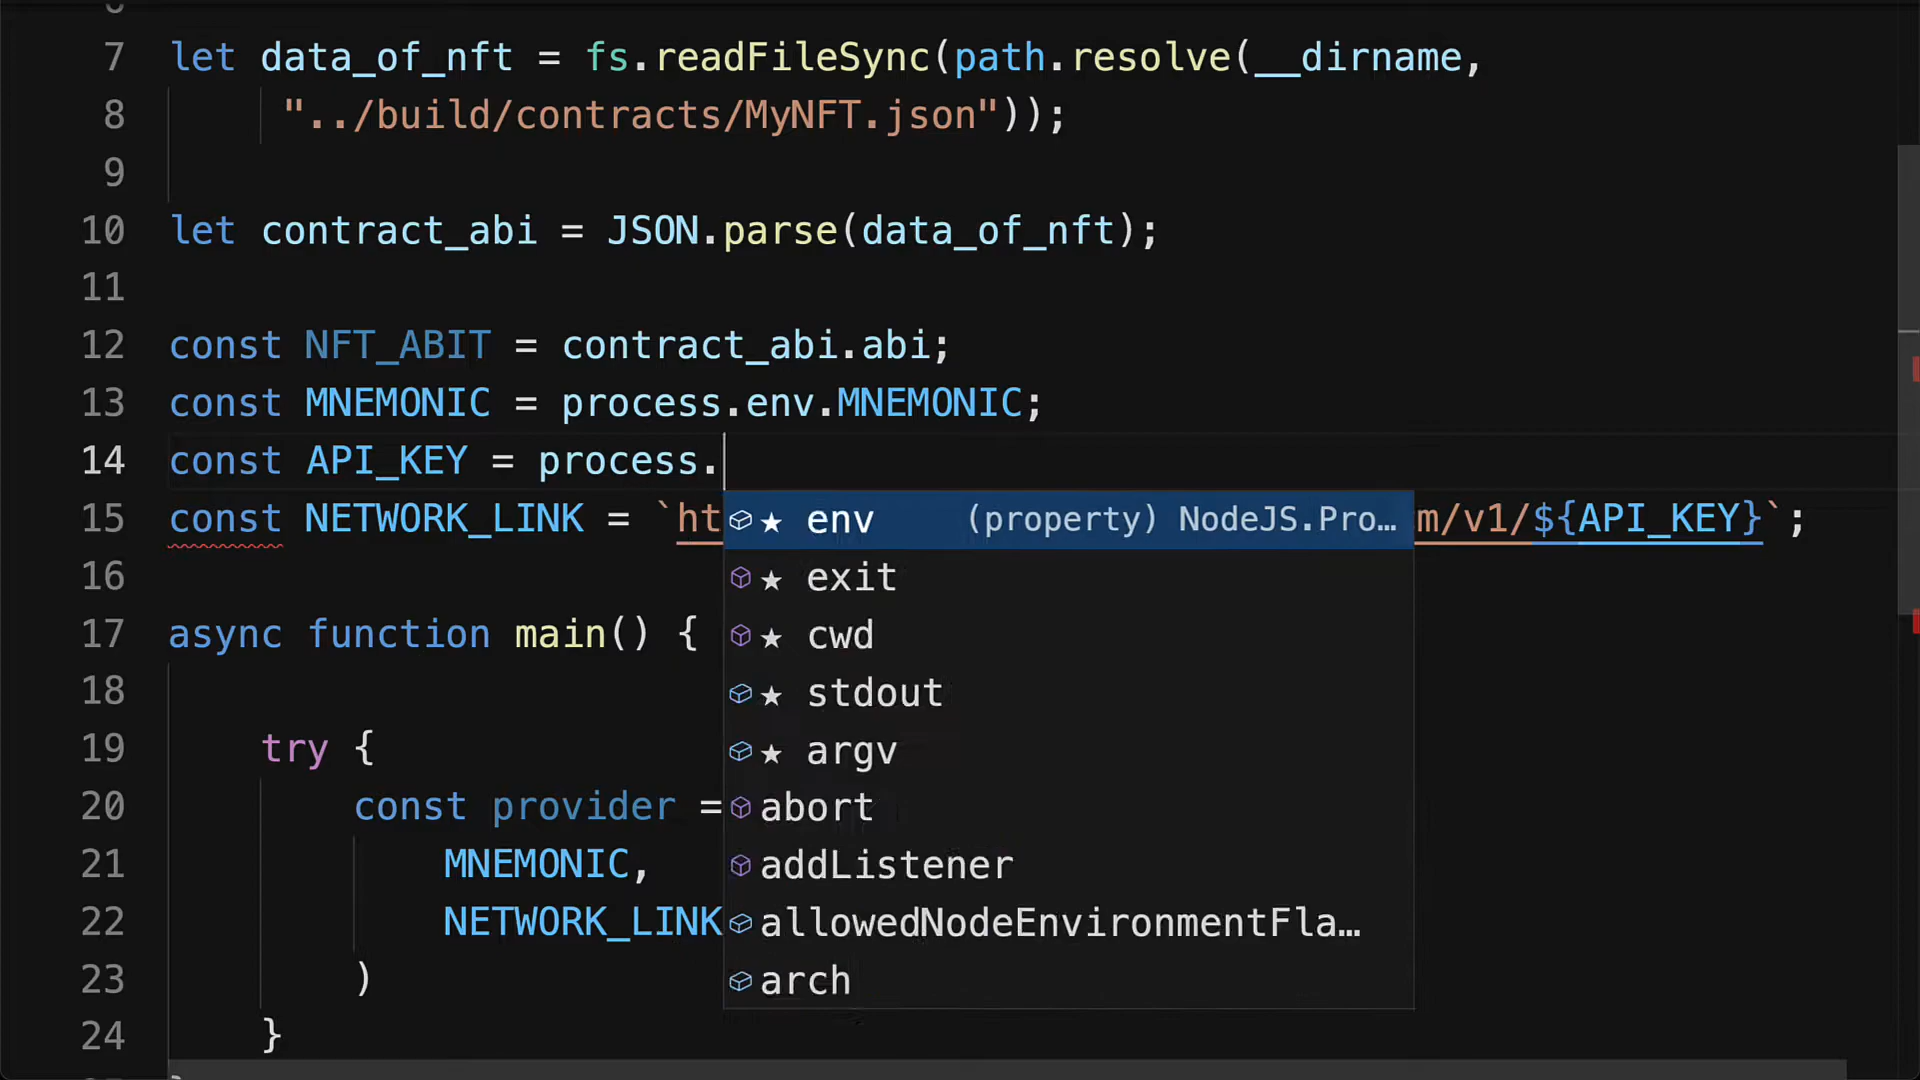 7 let data_of_nft = fs.readFileSync(path.resolve(__dirname,
8 "../build/contracts/MyNFT.json"));
9
10 let contract_abi = JSON.parse(data_of_nft);
11
12 const NFT_ABIT = contract_abi.abi;
13 const MNEMONIC = process.env.MNEMONIC;
14 const API_KEY = process.
15 const NETWORK_LINK = `ht m/v1/${API_KEY}`;
env (property) NodeJS.Pro…
16
exit
17 async function main() {
cwd
18
stdout
19 try {
argv
20 const provider =
abort
21 MNEMONIC,
addListener
22 NETWORK_LINK
allowedNodeEnvironmentFla…
23 )
arch
24 }